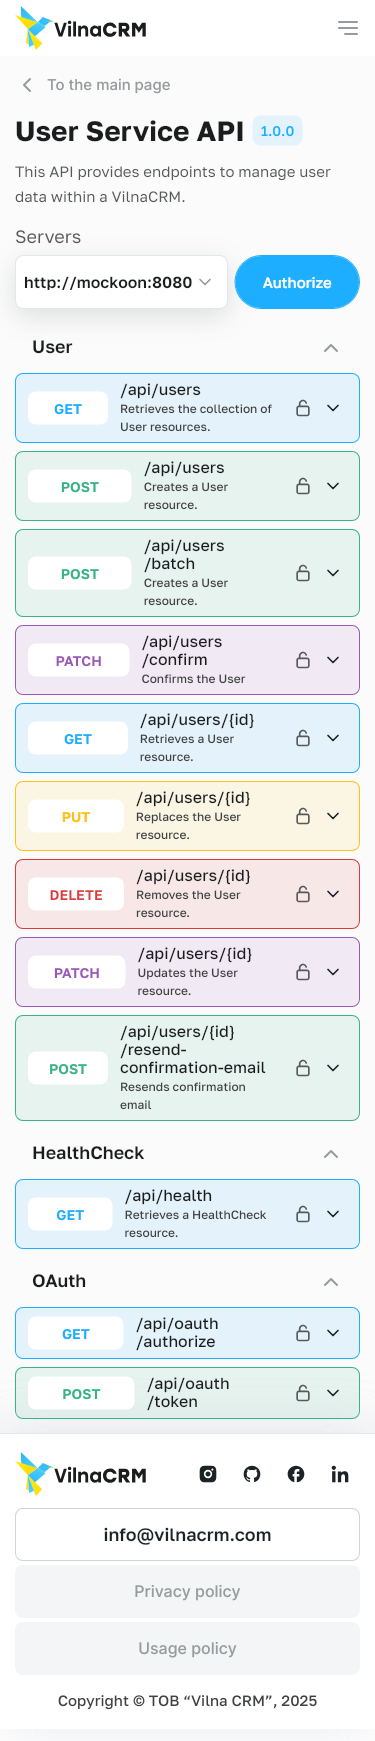 VilnaCRM
To the main page
User Service API 1.0.0
This API provides endpoints to manage user
data within a VilnaCRM.
Servers
http://mockoon:8080
Authorize
User
GET
/api/users
Retrieves the collection of
User resources.
POST
/api/users
Creates a User
resource.
POST
/api/users
/batch
Creates a User
resource.
PATCH
/api/users
/confirm
Confirms the User
GET
/api/users/{id}
Retrieves a User
resource.
PUT
/api/users/{id}
Replaces the User
resource.
DELETE
/api/users/{id}
Removes the User
resource.
PATCH
/api/users/{id}
Updates the User
resource.
POST
/api/users/{id}
/resend-
confirmation-email
Resends confirmation
email
HealthCheck
GET
/api/health
Retrieves a HealthCheck
resource.
OAuth
GET
/api/oauth
/authorize
POST
/api/oauth
/token
VilnaCRM
info@vilnacrm.com
Privacy policy
Usage policy
Copyright © ТОВ “Vilna CRM”, 2025